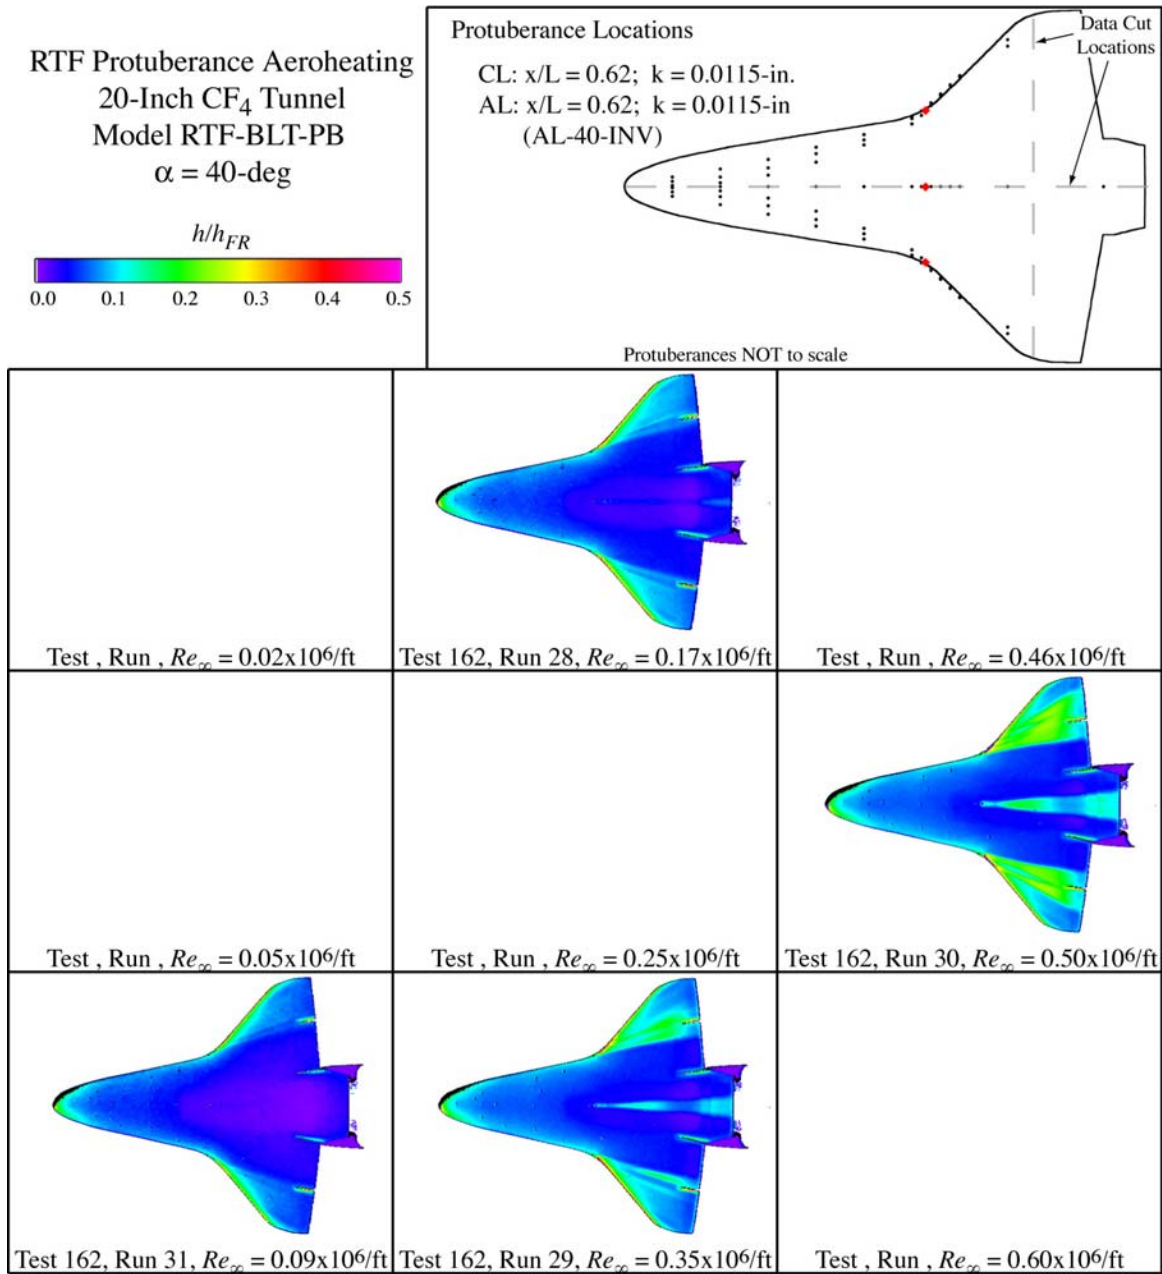 RTF Protuberance Aeroheating
20-Inch CF₄ Tunnel
Model RTF-BLT-PB
α = 40-deg
h/h_FR
0.0 0.1 0.2 0.3 0.4 0.5
Protuberance Locations
CL: x/L = 0.62; k = 0.0115-in.
AL: x/L = 0.62; k = 0.0115-in
(AL-40-INV)
Data Cut
Locations
Protuberances NOT to scale
Test , Run , Re∞ = 0.02x10⁶/ft
Test 162, Run 28, Re∞ = 0.17x10⁶/ft
Test , Run , Re∞ = 0.46x10⁶/ft
Test , Run , Re∞ = 0.05x10⁶/ft
Test , Run , Re∞ = 0.25x10⁶/ft
Test 162, Run 30, Re∞ = 0.50x10⁶/ft
Test 162, Run 31, Re∞ = 0.09x10⁶/ft
Test 162, Run 29, Re∞ = 0.35x10⁶/ft
Test , Run , Re∞ = 0.60x10⁶/ft